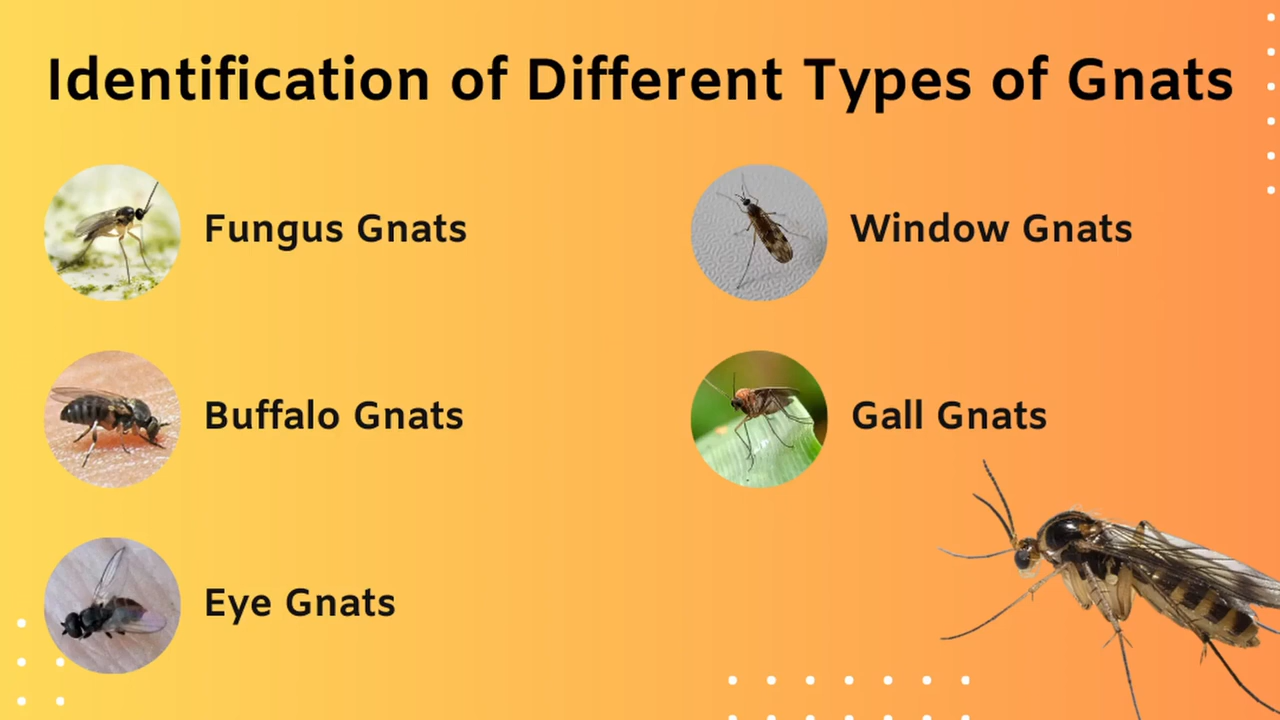 Identification of Different Types of Gnats
Fungus Gnats
Buffalo Gnats
Eye Gnats
Window Gnats
Gall Gnats